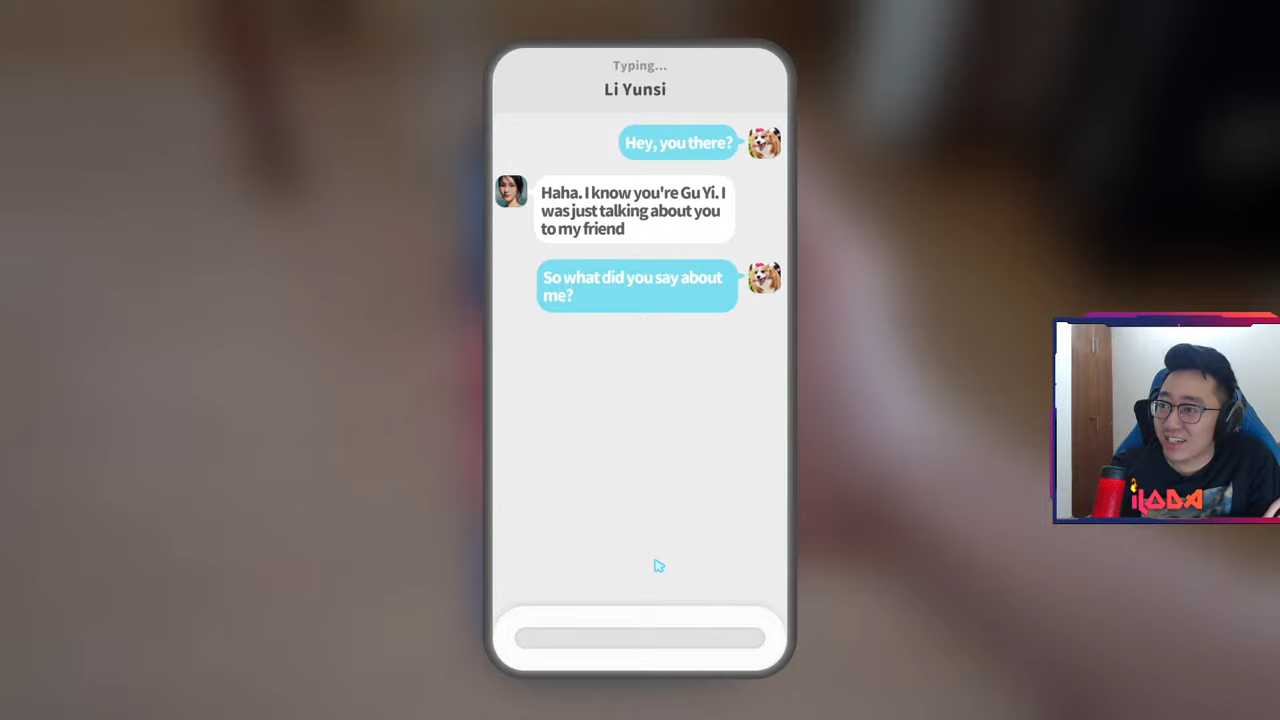 Typing...
Li Yunsi
Hey, you there?
Haha. I know you're Gu Yi. I
was just talking about you
to my friend
So what did you say about
me?
iLODA